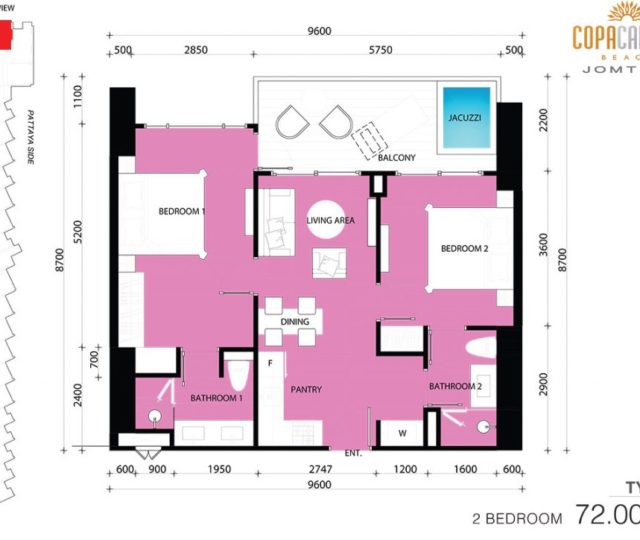 VIEW
9600
500
2850
5750
500
COPACA
BEAC
JOMT
PATTAYA SIDE
1100
5200
8700
700
2400
2200
3600
8700
2900
JACUZZI
BALCONY
BEDROOM 1
LIVING AREA
BEDROOM 2
DINING
F
PANTRY
BATHROOM 1
BATHROOM 2
W
ENT.
600
900
1950
2747
1200
1600
600
9600
TY
2 BEDROOM 72.00